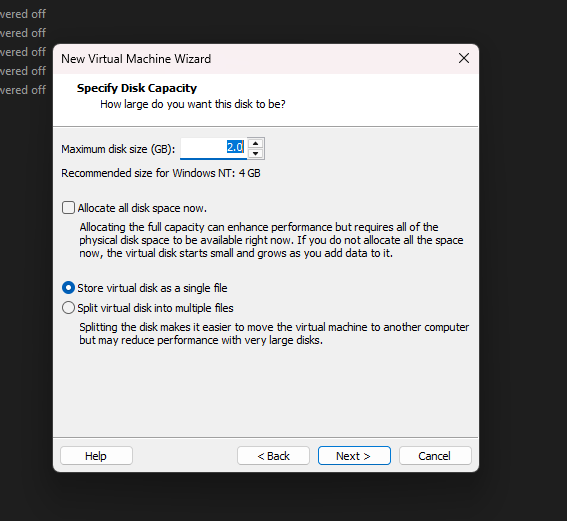 wered off
wered off
wered off
wered off
wered off
New Virtual Machine Wizard
Specify Disk Capacity
How large do you want this disk to be?
Maximum disk size (GB): 2.0
Recommended size for Windows NT: 4 GB
Allocate all disk space now.
Allocating the full capacity can enhance performance but requires all of the
physical disk space to be available right now. If you do not allocate all the space
now, the virtual disk starts small and grows as you add data to it.
Store virtual disk as a single file
Split virtual disk into multiple files
Splitting the disk makes it easier to move the virtual machine to another computer
but may reduce performance with very large disks.
Help < Back Next > Cancel